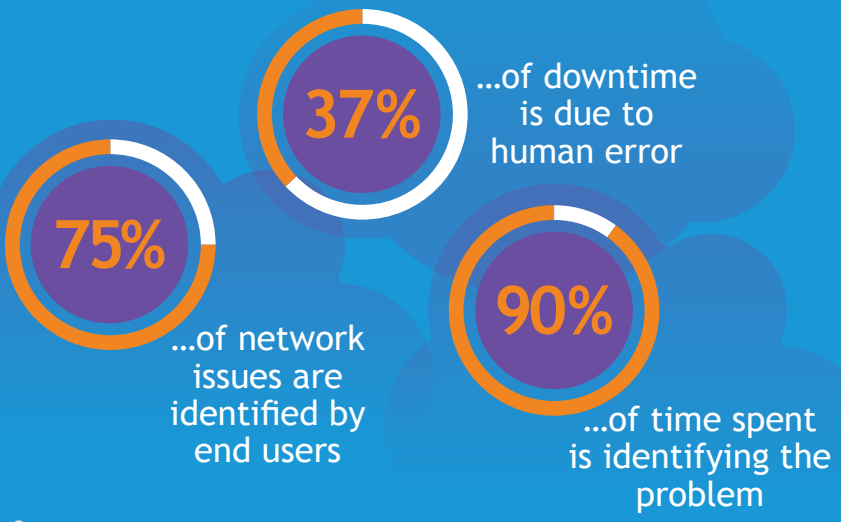 37%
...of downtime
is due to
human error
75%
...of network
issues are
identified by
end users
90%
...of time spent
is identifying the
problem